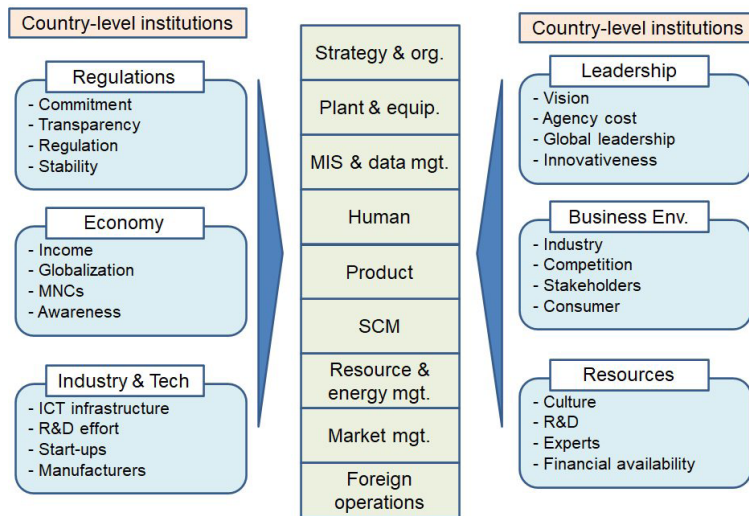 Country-level institutions
Regulations
- Commitment
- Transparency
- Regulation
- Stability
Economy
- Income
- Globalization
- MNCs
- Awareness
Industry & Tech
- ICT infrastructure
- R&D effort
- Start-ups
- Manufacturers
Strategy & org.
Plant & equip.
MIS & data mgt.
Human
Product
SCM
Resource &
energy mgt.
Market mgt.
Foreign
operations
Country-level institutions
Leadership
- Vision
- Agency cost
- Global leadership
- Innovativeness
Business Env.
- Industry
- Competition
- Stakeholders
- Consumer
Resources
- Culture
- R&D
- Experts
- Financial availability